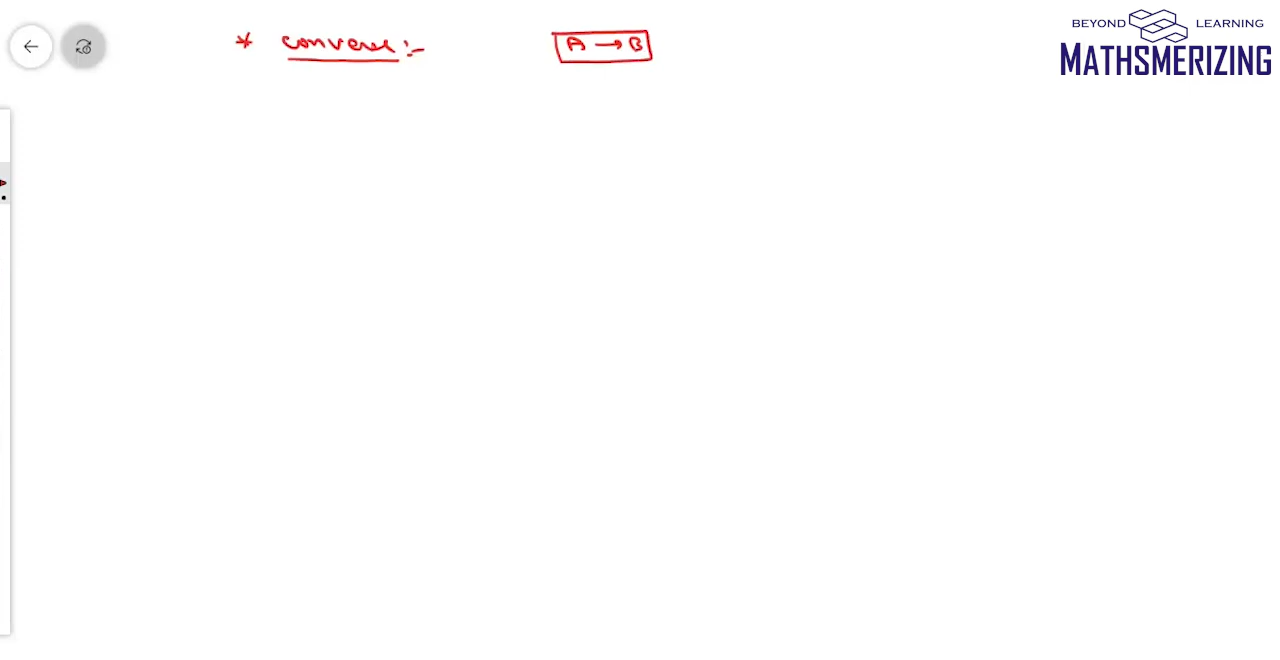 * converse :-
A → B
BEYOND LEARNING
MATHSMERIZING